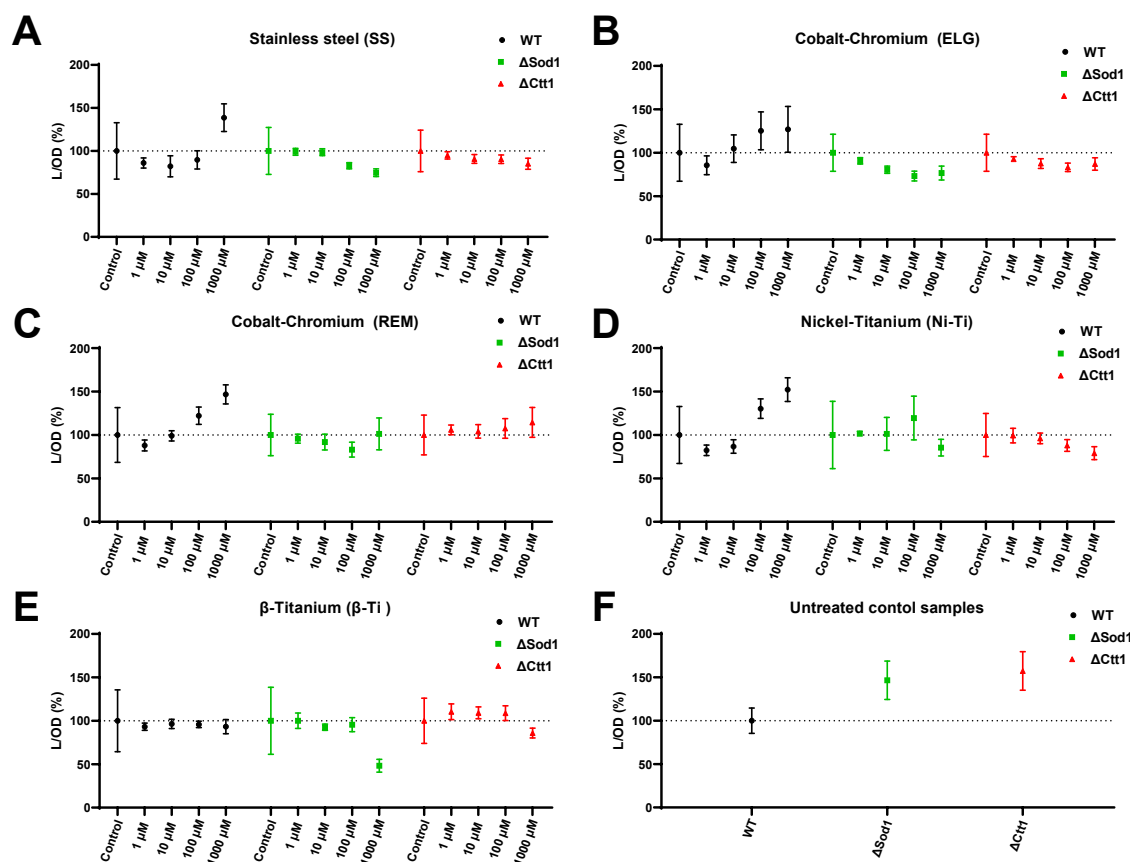 A
Stainless steel (SS)
WT
ΔSod1
ΔCtt1
L/OD (%)
200
150
100
50
0
Control
1 µM
10 µM
100 µM
1000 µM
Control
1 µM
10 µM
100 µM
1000 µM
Control
1 µM
10 µM
100 µM
1000 µM
B
Cobalt-Chromium (ELG)
WT
ΔSod1
ΔCtt1
L/OD (%)
200
150
100
50
0
Control
1 µM
10 µM
100 µM
1000 µM
Control
1 µM
10 µM
100 µM
1000 µM
Control
1 µM
10 µM
100 µM
1000 µM
C
Cobalt-Chromium (REM)
WT
ΔSod1
ΔCtt1
L/OD (%)
200
150
100
50
0
Control
1 µM
10 µM
100 µM
1000 µM
Control
1 µM
10 µM
100 µM
1000 µM
Control
1 µM
10 µM
100 µM
1000 µM
D
Nickel-Titanium (Ni-Ti)
WT
ΔSod1
ΔCtt1
L/OD (%)
200
150
100
50
0
Control
1 µM
10 µM
100 µM
1000 µM
Control
1 µM
10 µM
100 µM
1000 µM
Control
1 µM
10 µM
100 µM
1000 µM
E
β-Titanium (β-Ti )
WT
ΔSod1
ΔCtt1
L/OD (%)
200
150
100
50
0
Control
1 µM
10 µM
100 µM
1000 µM
Control
1 µM
10 µM
100 µM
1000 µM
Control
1 µM
10 µM
100 µM
1000 µM
F
Untreated contol samples
WT
ΔSod1
ΔCtt1
L/OD (%)
200
150
100
50
0
WT
ΔSod1
ΔCtt1